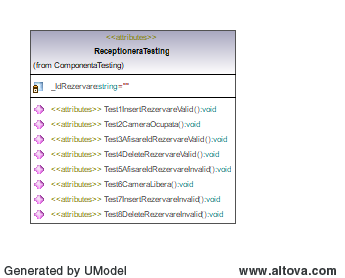 <<attributes>>
ReceptioneraTesting
(from ComponentaTesting)
_IdRezervare:string=""
<<attributes>> Test1InsertRezervareValid():void
<<attributes>> Test2CameraOcupata():void
<<attributes>> Test3AfisareIdRezervareValid():void
<<attributes>> Test4DeleteRezervareValid():void
<<attributes>> Test5AfisareIdRezervareInvalid():void
<<attributes>> Test6CameraLibera():void
<<attributes>> Test7InsertRezervareInvalid():void
<<attributes>> Test8DeleteRezervareInvalid():void
Generated by UModel www.altova.com